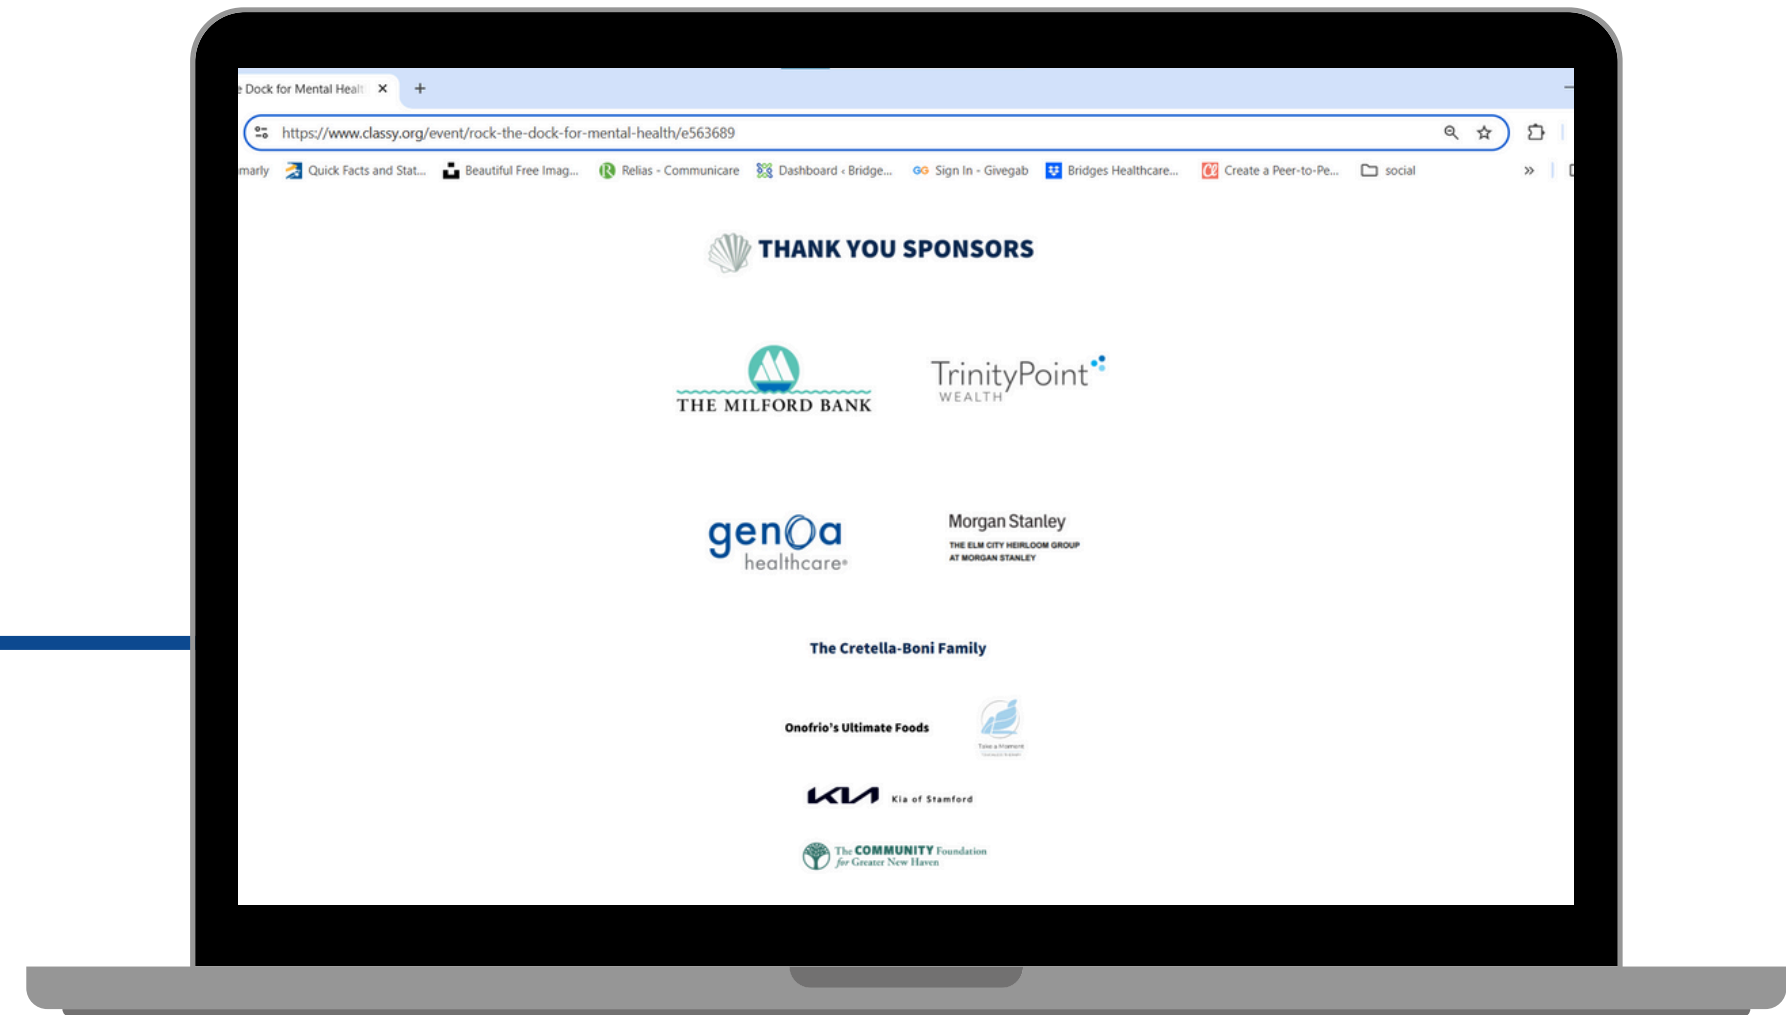 e Dock for Mental Healt
https://www.classy.org/event/rock-the-dock-for-mental-health/e563689
marly Quick Facts and Stat... Beautiful Free Imag... Relias - Communicare Dashboard ‹ Bridge... GG Sign In - Givegab Bridges Healthcare... Create a Peer-to-Pe... social
THANK YOU SPONSORS
THE MILFORD BANK
TrinityPoint
WEALTH
genoa
healthcare®
Morgan Stanley
THE ELM CITY HEIRLOOM GROUP
AT MORGAN STANLEY
The Cretella-Boni Family
Onofrio's Ultimate Foods
Take a Moment
KIA Kia of Stamford
The COMMUNITY Foundation
for Greater New Haven